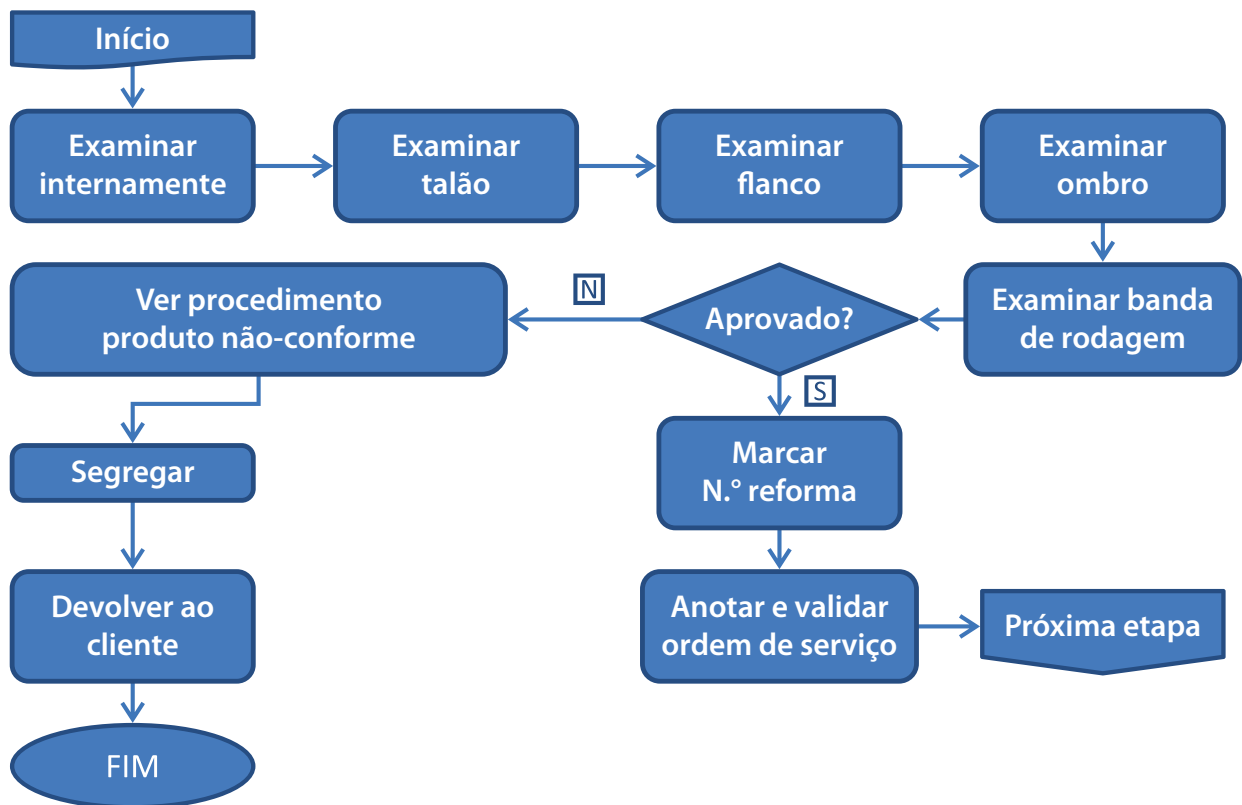 Início
Examinar
internamente
Examinar
talão
Examinar
flanco
Examinar
ombro
Examinar banda
de rodagem
Aprovado?
N
Ver procedimento
produto não-conforme
Segregar
Devolver ao
cliente
FIM
S
Marcar
N.° reforma
Anotar e validar
ordem de serviço
Próxima etapa